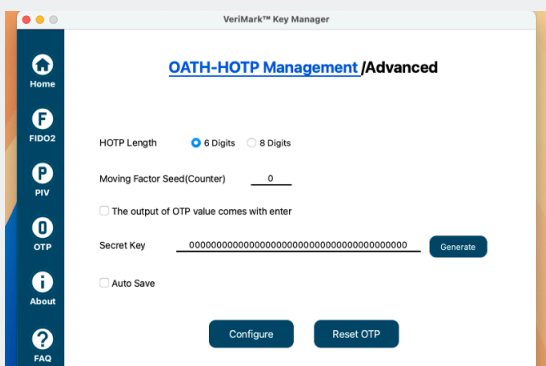 VeriMark™ Key Manager
Home
FIDO2
PIV
OTP
About
FAQ
OATH-HOTP Management /Advanced
HOTP Length 6 Digits 8 Digits
Moving Factor Seed(Counter) 0
The output of OTP value comes with enter
Secret Key 0000000000000000000000000000000000000000 Generate
Auto Save
Configure Reset OTP